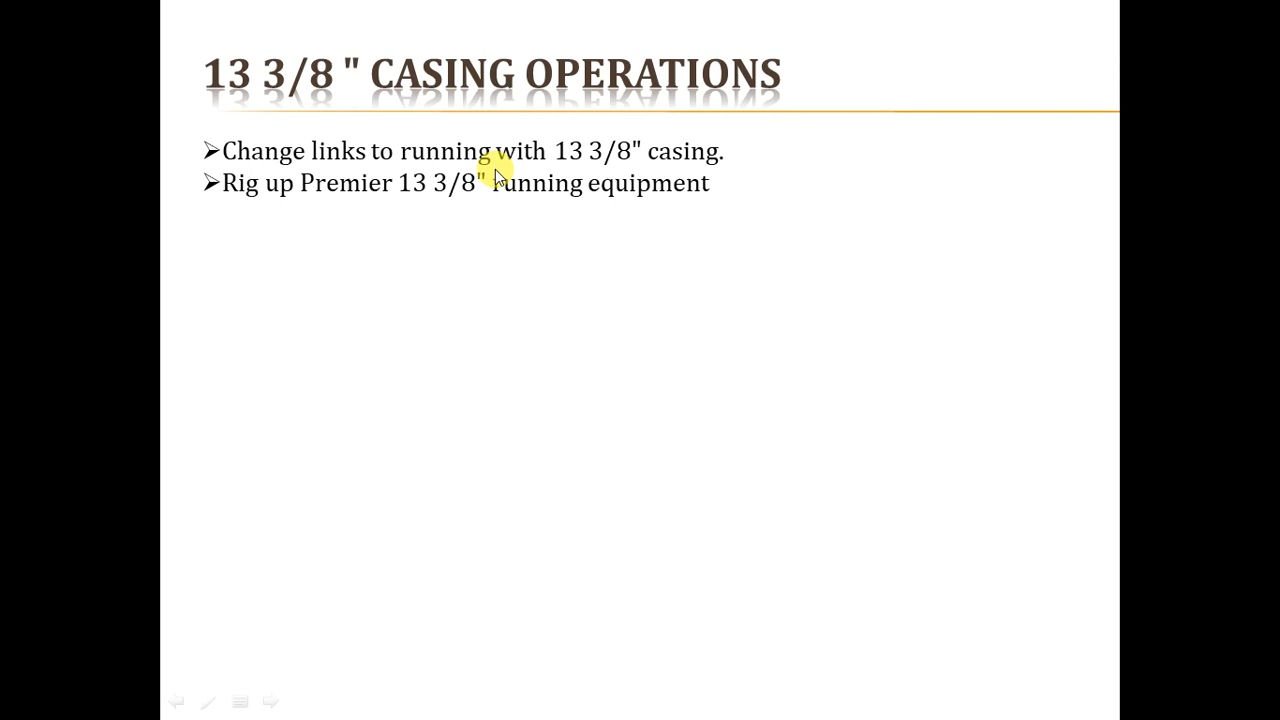 13 3/8 " CASING OPERATIONS
➢Change links to running with 13 3/8" casing.
➢Rig up Premier 13 3/8" running equipment